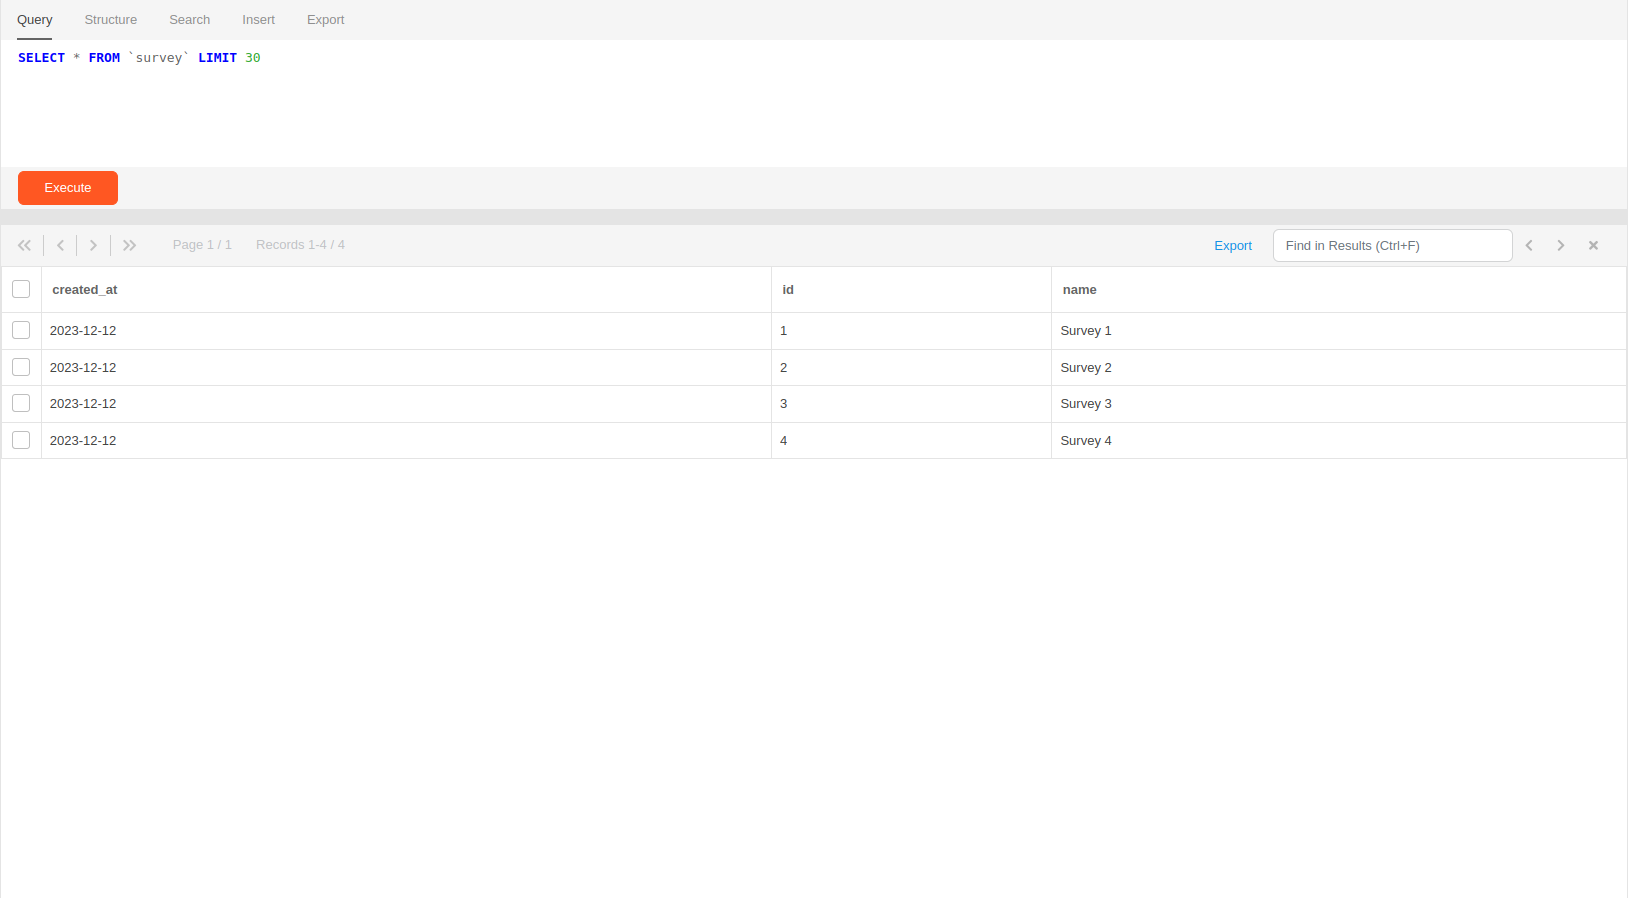 Query Structure Search Insert Export
SELECT * FROM `survey` LIMIT 30
Execute
Page 1 / 1 Records 1-4 / 4 Export Find in Results (Ctrl+F)
created_at id name
2023-12-12 1 Survey 1
2023-12-12 2 Survey 2
2023-12-12 3 Survey 3
2023-12-12 4 Survey 4